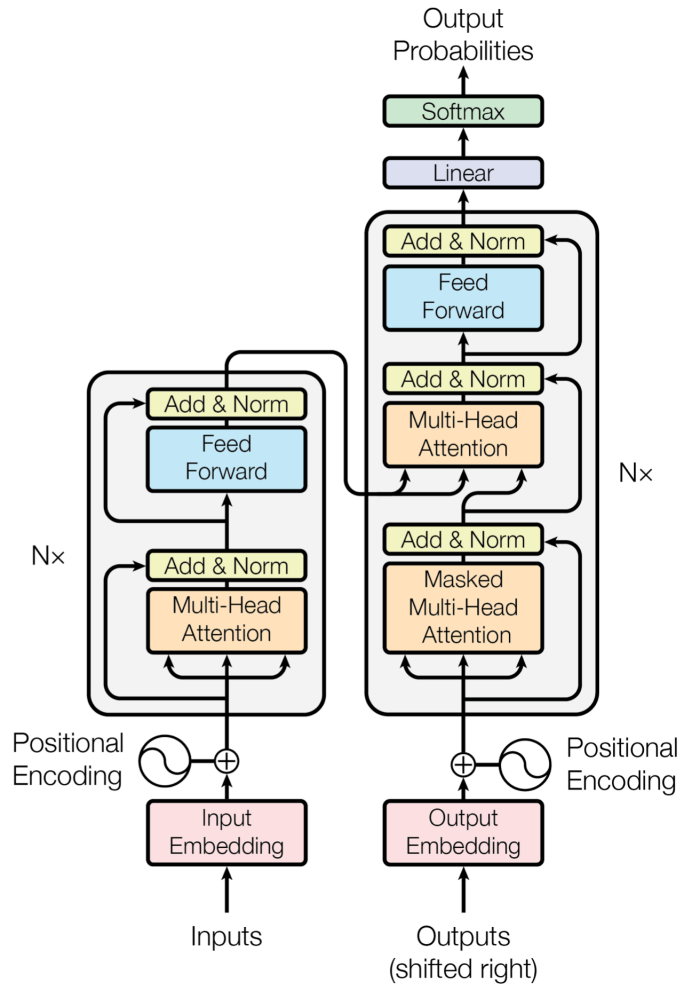 Output
Probabilities
Softmax
Linear
Add & Norm
Feed
Forward
Add & Norm
Multi-Head
Attention
Add & Norm
Masked
Multi-Head
Attention
N×
Add & Norm
Feed
Forward
Add & Norm
Multi-Head
Attention
N×
Positional
Encoding
Positional
Encoding
Input
Embedding
Output
Embedding
Inputs
Outputs
(shifted right)